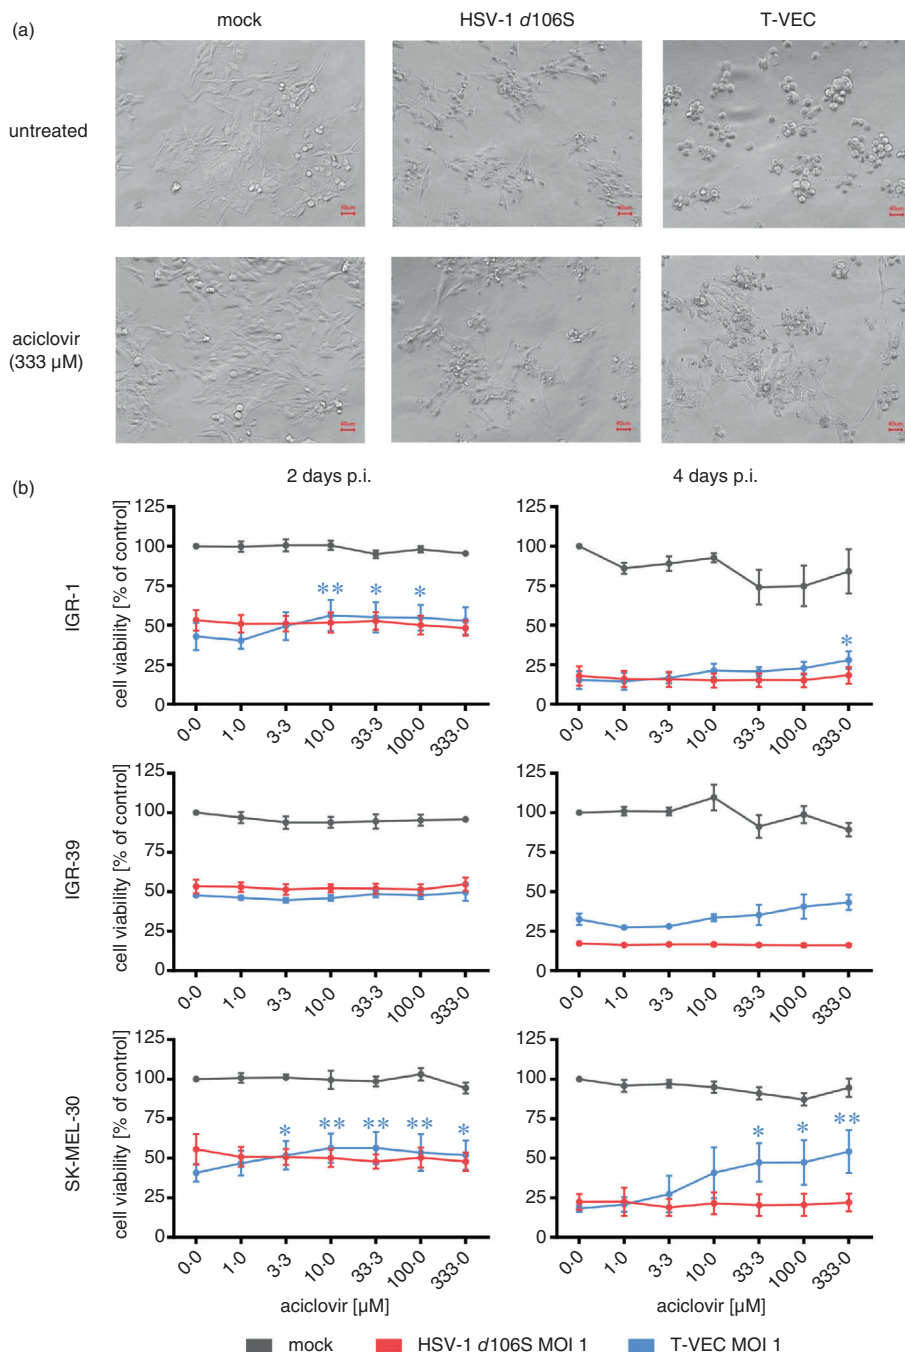 (a)
mock
HSV-1 d106S
T-VEC
untreated
40µm
40µm
40µm
aciclovir
(333 µM)
40µm
40µm
40µm
(b)
2 days p.i.
4 days p.i.
IGR-1
cell viability [% of control]
125
100
75
50
25
0
** * *
0·0 1·0 3·3 10·0 33·3 100·0 333·0
125
100
75
50
25
0
*
0·0 1·0 3·3 10·0 33·3 100·0 333·0
IGR-39
cell viability [% of control]
125
100
75
50
25
0
0·0 1·0 3·3 10·0 33·3 100·0 333·0
125
100
75
50
25
0
0·0 1·0 3·3 10·0 33·3 100·0 333·0
SK-MEL-30
cell viability [% of control]
125
100
75
50
25
0
* ** ** ** *
0·0 1·0 3·3 10·0 33·3 100·0 333·0
aciclovir [µM]
125
100
75
50
25
0
* * **
0·0 1·0 3·3 10·0 33·3 100·0 333·0
aciclovir [µM]
mock HSV-1 d106S MOI 1 T-VEC MOI 1